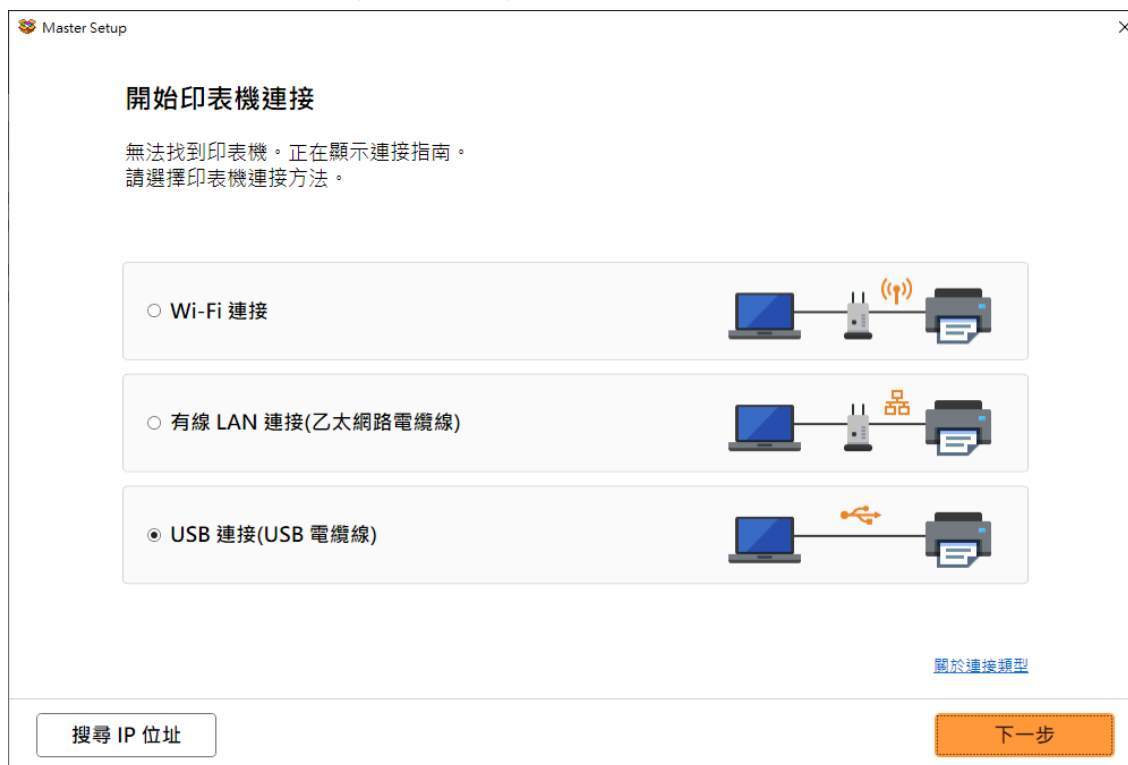 Master Setup
開始印表機連接
無法找到印表機。正在顯示連接指南。
請選擇印表機連接方法。
Wi-Fi 連接
有線 LAN 連接(乙太網路電纜線)
USB 連接(USB 電纜線)
關於連接類型
搜尋 IP 位址
下一步